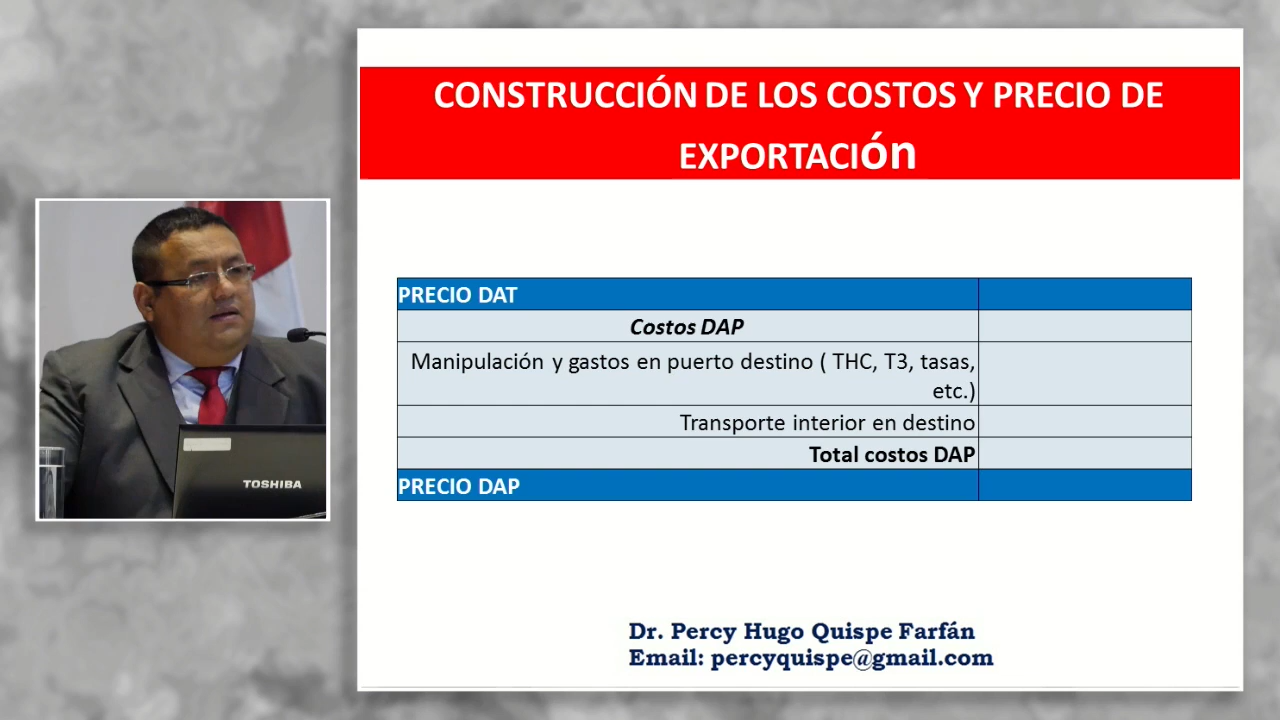 CONSTRUCCIÓN DE LOS COSTOS Y PRECIO DE
EXPORTACIón
PRECIO DAT
Costos DAP
Manipulación y gastos en puerto destino ( THC, T3, tasas,
etc.)
Transporte interior en destino
Total costos DAP
PRECIO DAP
TOSHIBA
Dr. Percy Hugo Quispe Farfán
Email: percyquispe@gmail.com